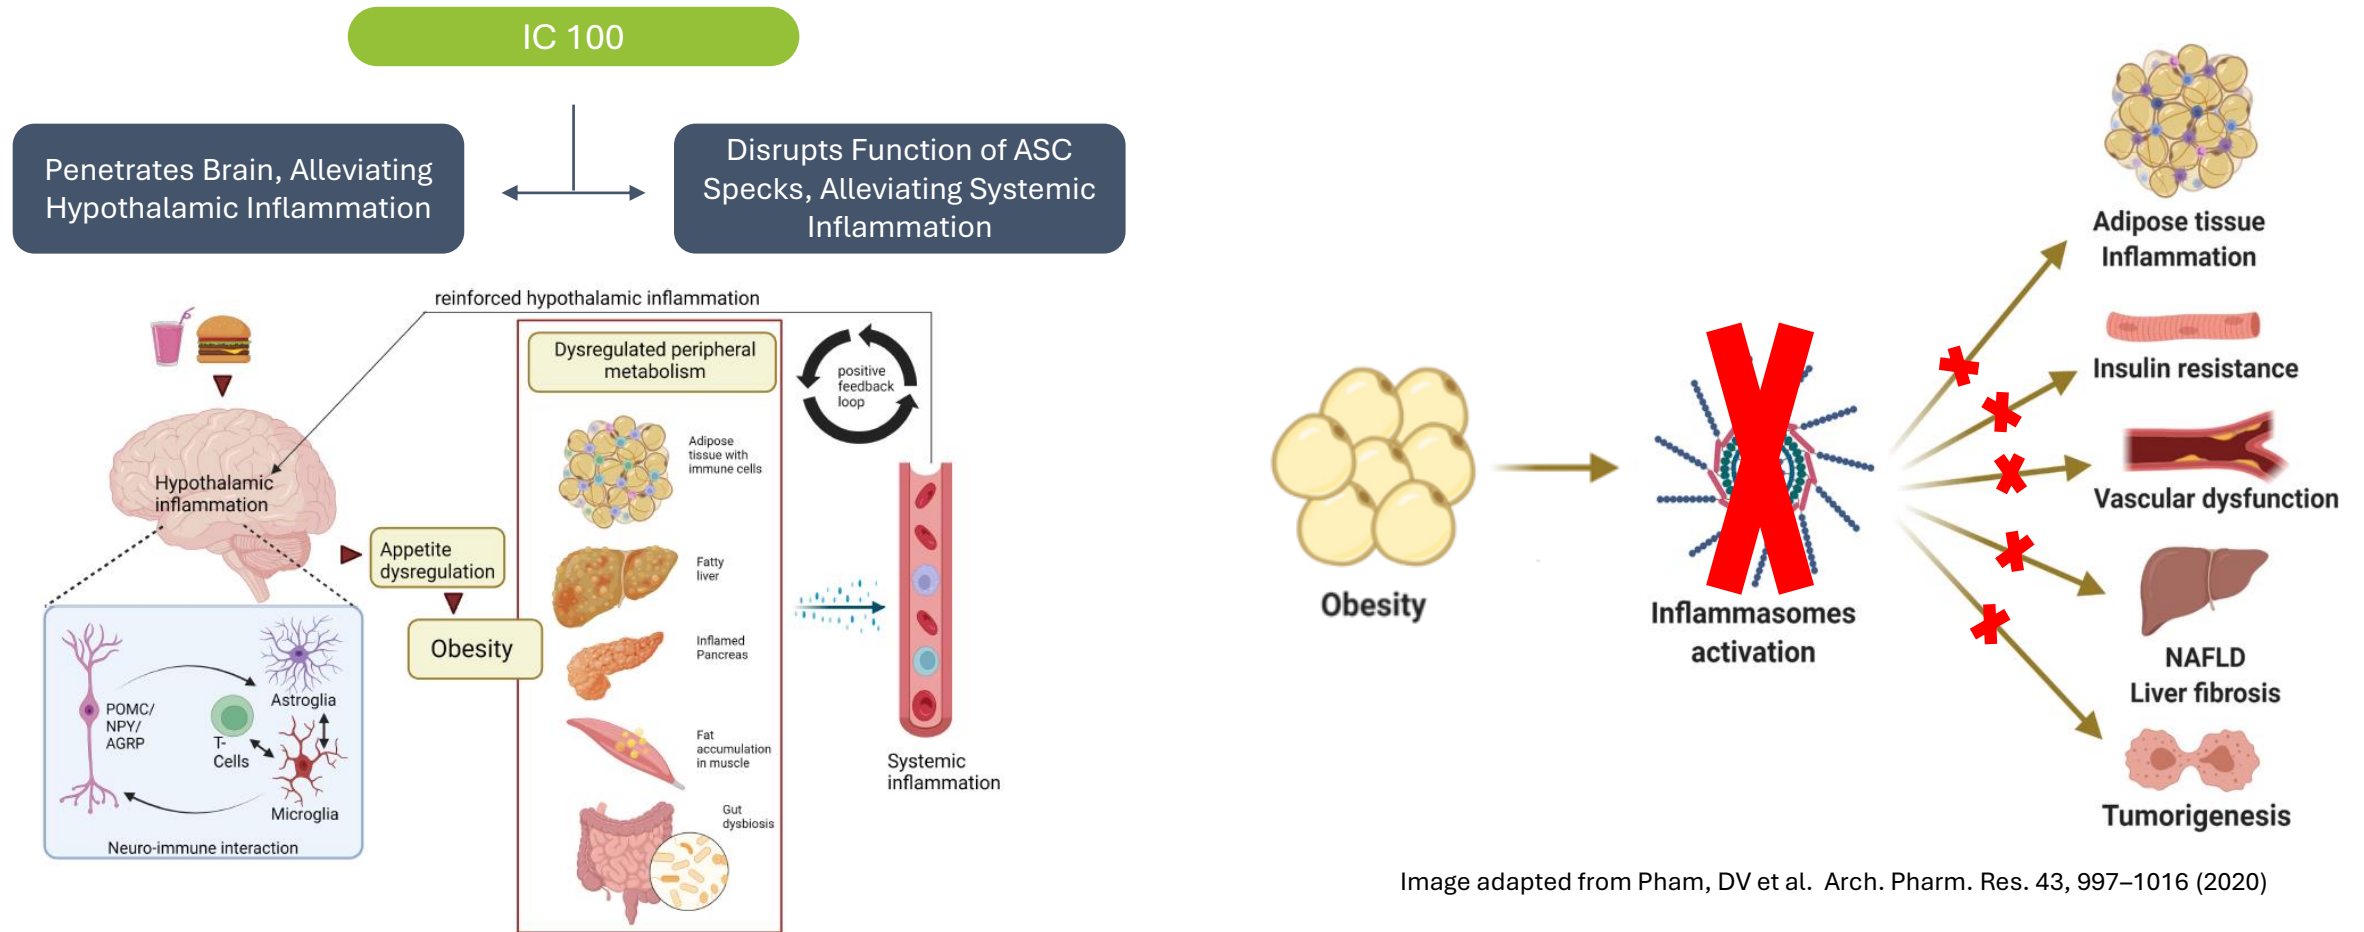 IC 100
Penetrates Brain, Alleviating
Hypothalamic Inflammation
Disrupts Function of ASC
Specks, Alleviating Systemic
Inflammation
reinforced hypothalamic inflammation
Dysregulated peripheral
metabolism
positive
feedback
loop
Adipose
tissue with
immune cells
Hypothalamic
inflammation
Appetite
dysregulation
Fatty
liver
Obesity
Inflamed
Pancreas
POMC/
NPY/
AGRP
T-
Cells
Astroglia
Microglia
Neuro-immune interaction
Fat
accumulation
in muscle
Gut
dysbiosis
Systemic
inflammation
Obesity
Inflammasomes
activation
Adipose tissue
Inflammation
Insulin resistance
Vascular dysfunction
NAFLD
Liver fibrosis
Tumorigenesis
Image adapted from Pham, DV et al.  Arch. Pharm. Res. 43, 997–1016 (2020)